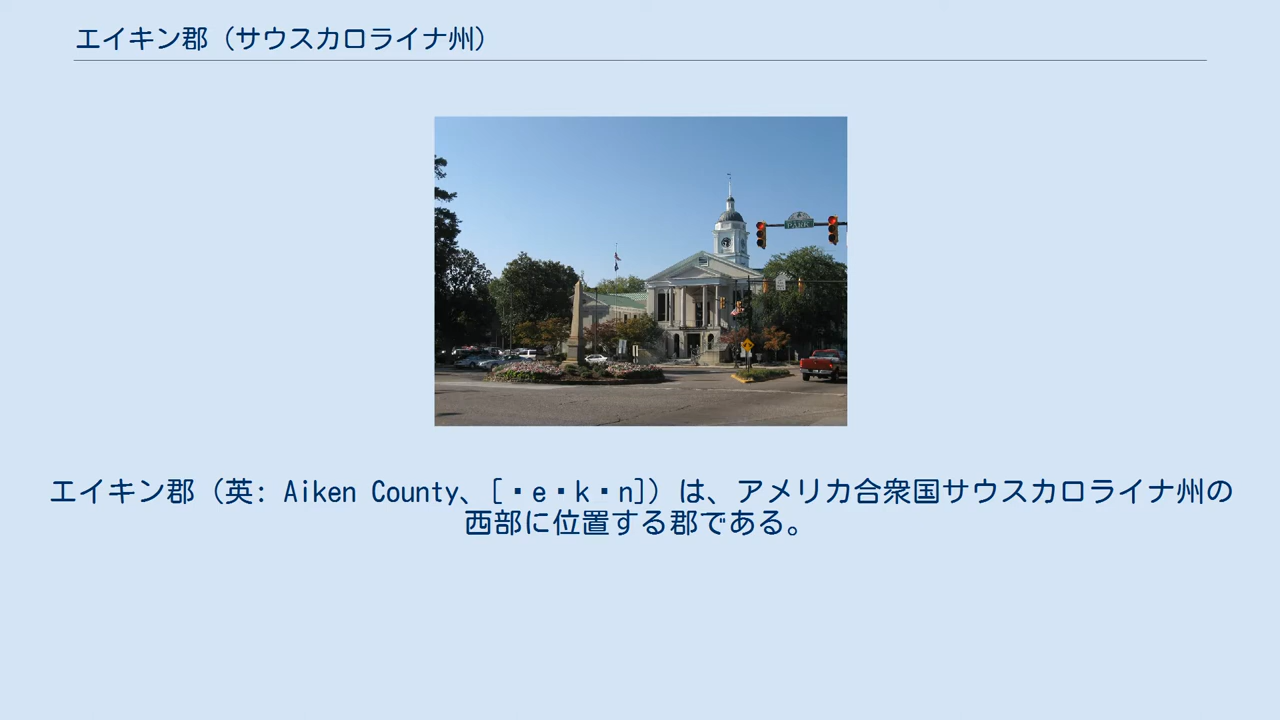 エイキン郡（サウスカロライナ州）
エイキン郡（英: Aiken County、[・e・k・n]）は、アメリカ合衆国サウスカロライナ州の
西部に位置する郡である。